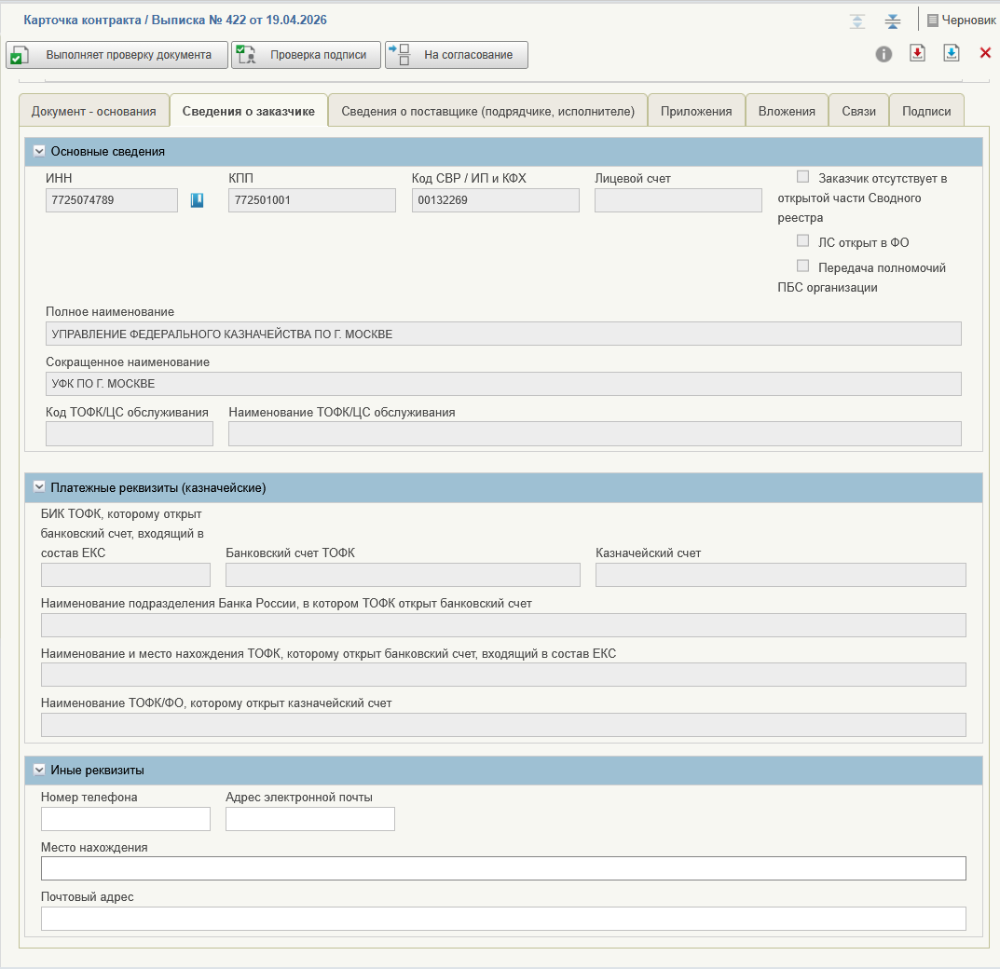 Карточка контракта / Выписка № 422 от 19.04.2026
Черновик
Выполняет проверку документа
Проверка подписи
На согласование
Документ - основания
Сведения о заказчике
Сведения о поставщике (подрядчике, исполнителе)
Приложения
Вложения
Связи
Подписи
Основные сведения
ИНН
КПП
Код СВР / ИП и КФХ
Лицевой счет
7725074789
772501001
00132269
Заказчик отсутствует в
открытой части Сводного
реестра
ЛС открыт в ФО
Передача полномочий
ПБС организации
Полное наименование
УПРАВЛЕНИЕ ФЕДЕРАЛЬНОГО КАЗНАЧЕЙСТВА ПО Г. МОСКВЕ
Сокращенное наименование
УФК ПО Г. МОСКВЕ
Код ТОФК/ЦС обслуживания
Наименование ТОФК/ЦС обслуживания
Платежные реквизиты (казначейские)
БИК ТОФК, которому открыт
банковский счет, входящий в
состав ЕКС
Банковский счет ТОФК
Казначейский счет
Наименование подразделения Банка России, в котором ТОФК открыт банковский счет
Наименование и место нахождения ТОФК, которому открыт банковский счет, входящий в состав ЕКС
Наименование ТОФК/ФО, которому открыт казначейский счет
Иные реквизиты
Номер телефона
Адрес электронной почты
Место нахождения
Почтовый адрес